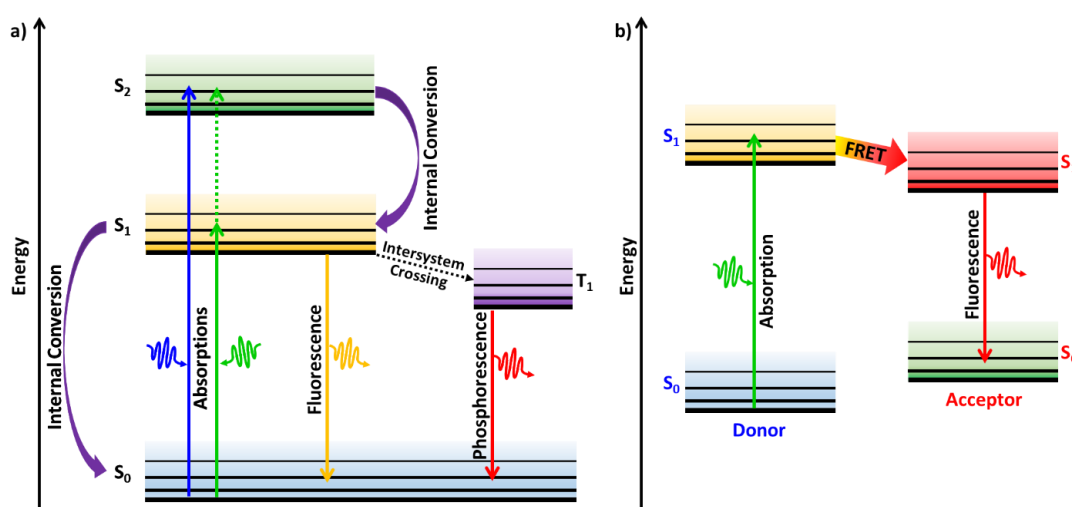 a)
Energy
S2
S1
S0
Internal Conversion
Internal Conversion
Absorptions
Fluorescence
Intersystem
Crossing
T1
Phosphorescence
b)
Energy
S1
FRET
S
Absorption
Fluorescence
S0
S
Donor
Acceptor